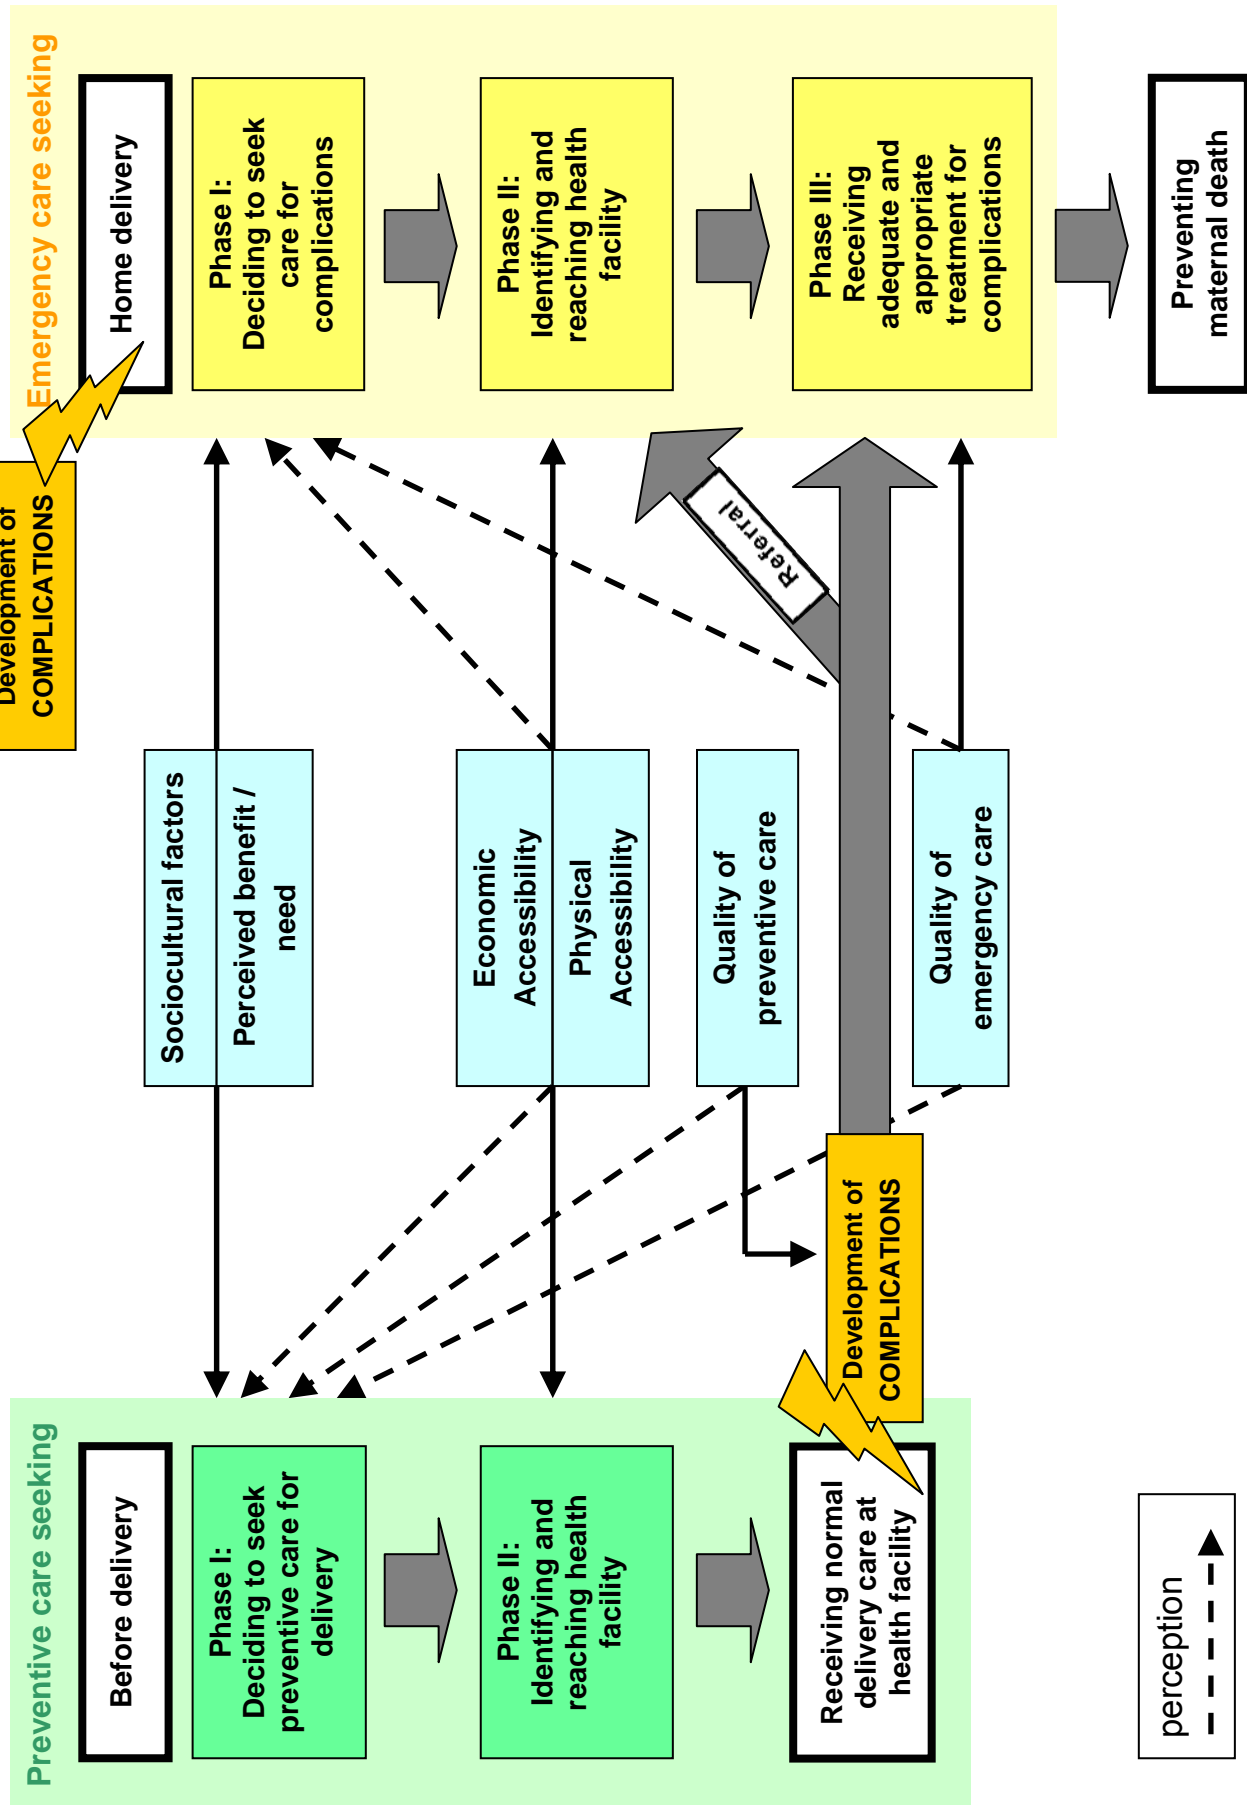 Preventive care seeking
Before delivery
Phase I:
Deciding to seek
preventive care for
delivery
Phase II:
Identifying and
reaching health
facility
Receiving normal
delivery care at
health facility
perception
Sociocultural factors
Perceived benefit /
need
Economic
Accessibility
Physical
Accessibility
Quality of
preventive care
Development of
COMPLICATIONS
Quality of
emergency care
Referral
Development of
COMPLICATIONS
Emergency care seeking
Home delivery
Phase I:
Deciding to seek
care for
complications
Phase II:
Identifying and
reaching health
facility
Phase III:
Receiving
adequate and
appropriate
treatment for
complications
Preventing
maternal death